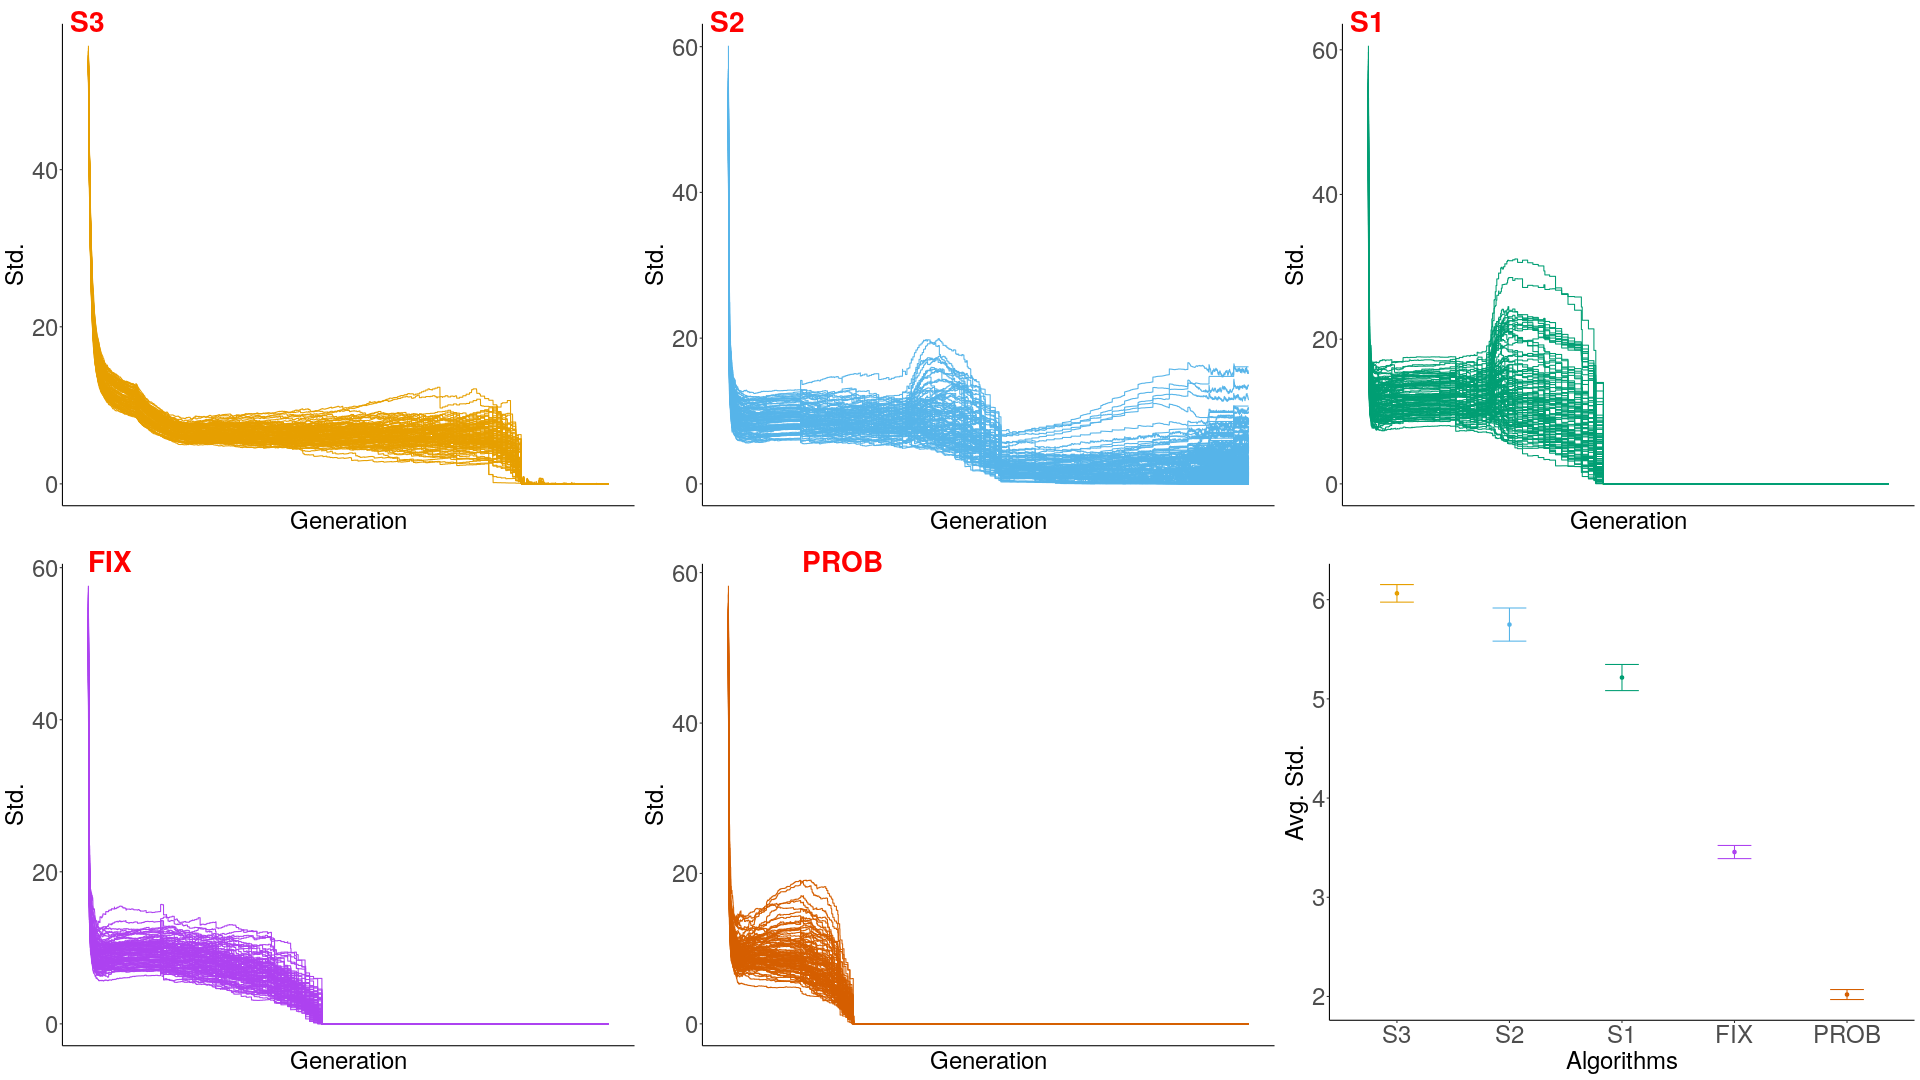 S3
Std.
40
20
0
Generation
S2
Std.
60
40
20
0
Generation
S1
Std.
60
40
20
0
Generation
FIX
Std.
60
40
20
0
Generation
PROB
Std.
60
40
20
0
Generation
Avg. Std.
6
5
4
3
2
S3 S2 S1 FIX PROB
Algorithms